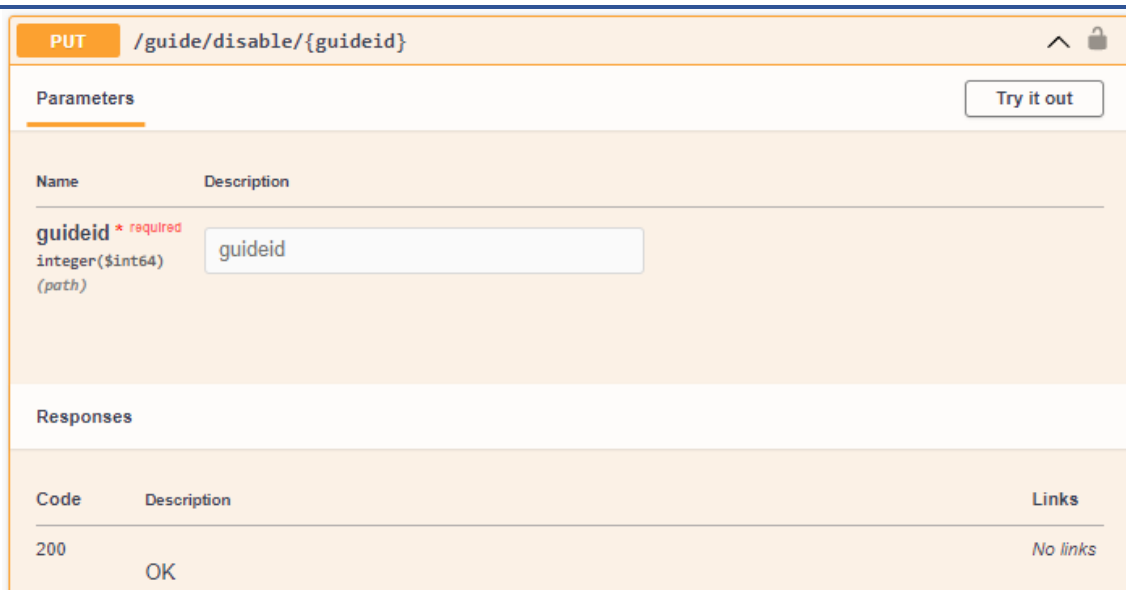 PUT /guide/disable/{guideid}
Parameters Try it out
Name Description
guideid * required
guideid
integer($int64)
(path)
Responses
Code Description Links
200 No links
OK